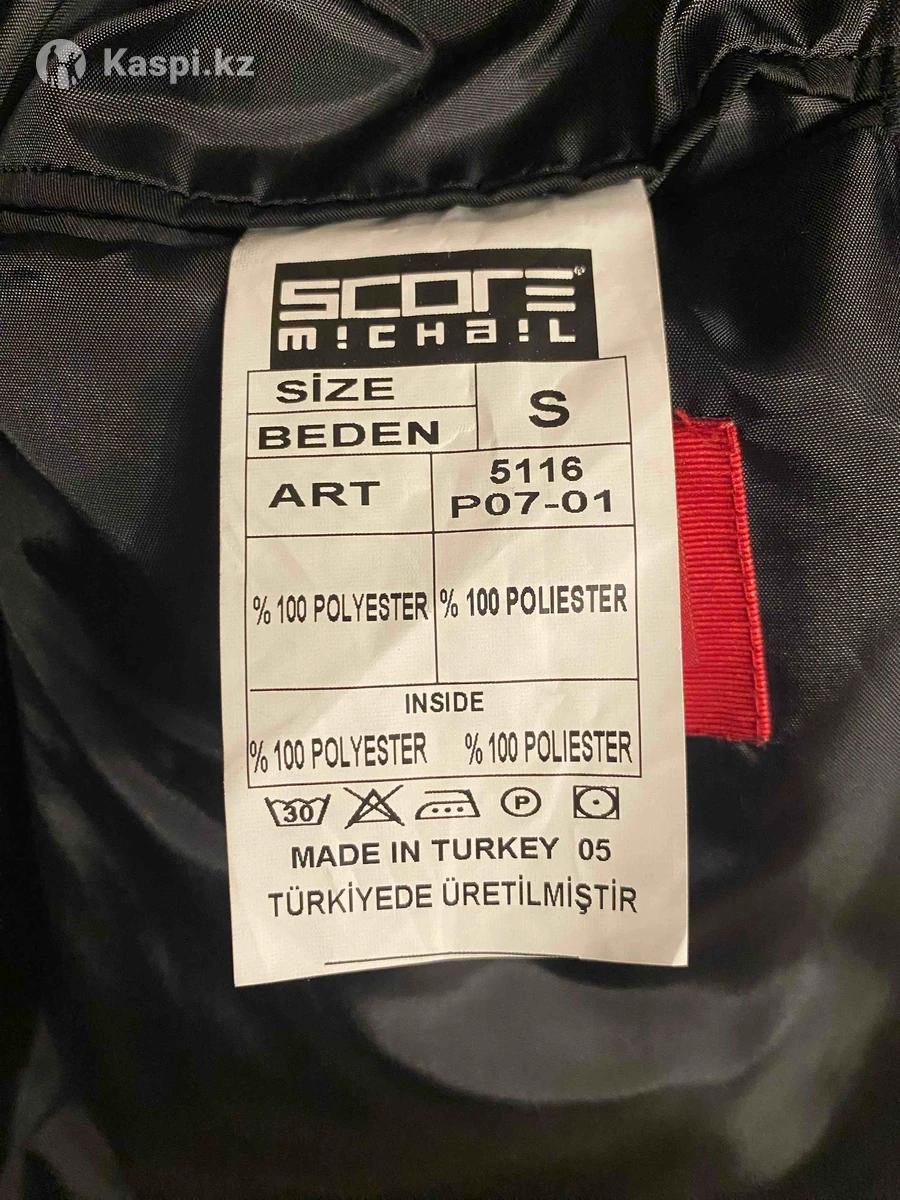 Kaspi.kz
SCORE®
MiCHAiL
SİZE
BEDEN
S
ART
5116
P07-01
% 100 POLYESTER
% 100 POLIESTER
INSIDE
% 100 POLYESTER % 100 POLIESTER
30 P
MADE IN TURKEY 05
TÜRKİYEDE ÜRETİLMİŞTİR